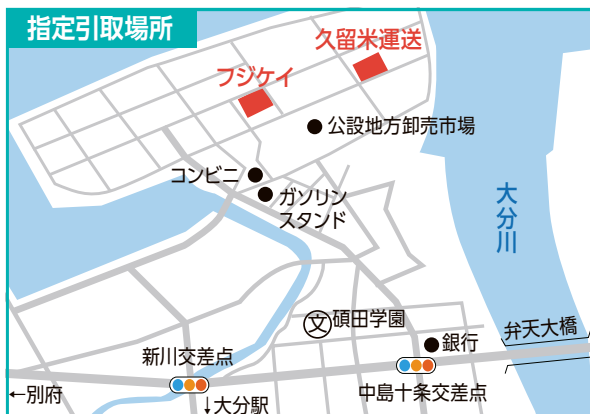 指定引取場所
久留米運送
フジケイ
公設地方卸売市場
コンビニ
ガソリン
スタンド
大分川
文
碩田学園
弁天大橋
銀行
新川交差点
中島十条交差点
←別府
↓大分駅